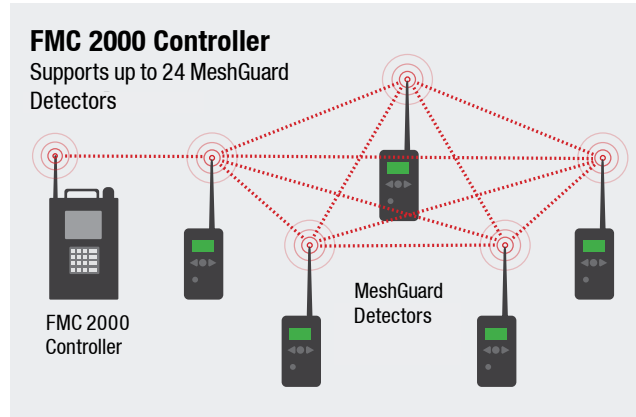 FMC 2000 Controller
Supports up to 24 MeshGuard
Detectors
FMC 2000
Controller
MeshGuard
Detectors